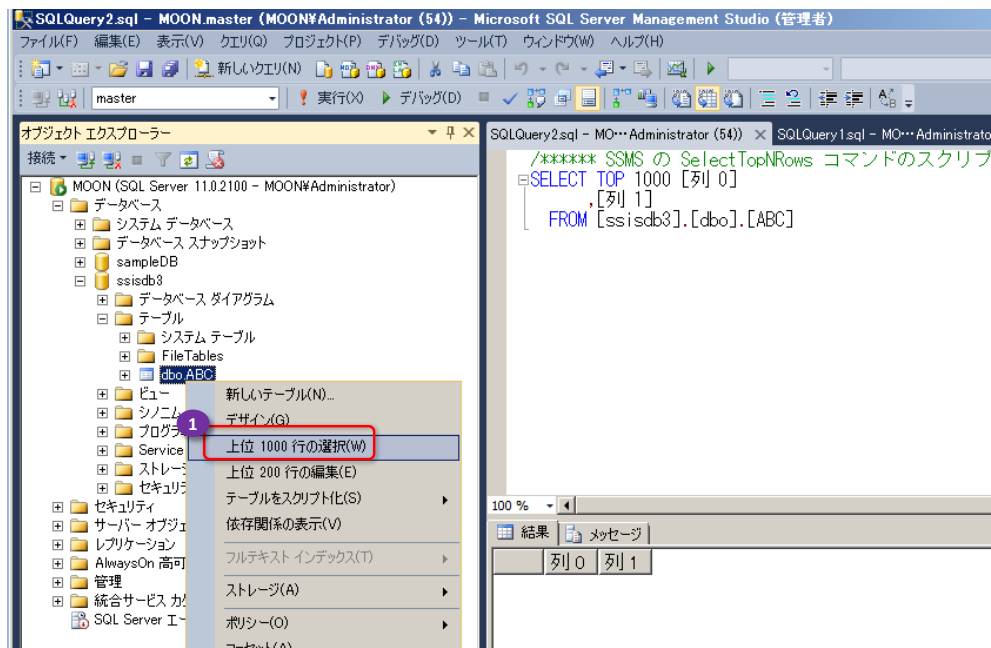 SQLQuery2.sql - MOON.master (MOON¥Administrator (54)) - Microsoft SQL Server Management Studio (管理者)
ファイル(F) 編集(E) 表示(V) クエリ(Q) プロジェクト(P) デバッグ(D) ツール(T) ウィンドウ(W) ヘルプ(H)
新しいクエリ(N)
master 実行(X) デバッグ(D)
オブジェクト エクスプローラー
接続
MOON (SQL Server 11.0.2100 - MOON¥Administrator)
データベース
システム データベース
データベース スナップショット
sampleDB
ssisdb3
データベース ダイアグラム
テーブル
システム テーブル
FileTables
dbo.ABC
ビュー
シノニム
プログラ
Service
ストレージ
セキュリテ
セキュリティ
サーバー オブジェ
レプリケーション
AlwaysOn 高可
管理
統合サービス カ
SQL Server エー
1
新しいテーブル(N)...
デザイン(G)
上位 1000 行の選択(W)
上位 200 行の編集(E)
テーブルをスクリプト化(S)
依存関係の表示(V)
フルテキスト インデックス(T)
ストレージ(A)
ポリシー(O)
ファセット(A)
SQLQuery2.sql - MO...Administrator (54)) SQLQuery1.sql - MO...Administrato
/****** SSMS の SelectTopNRows コマンドのスクリプ
SELECT TOP 1000 [列 0]
,[列 1]
FROM [ssisdb3].[dbo].[ABC]
100 %
結果 メッセージ
列 0 列 1